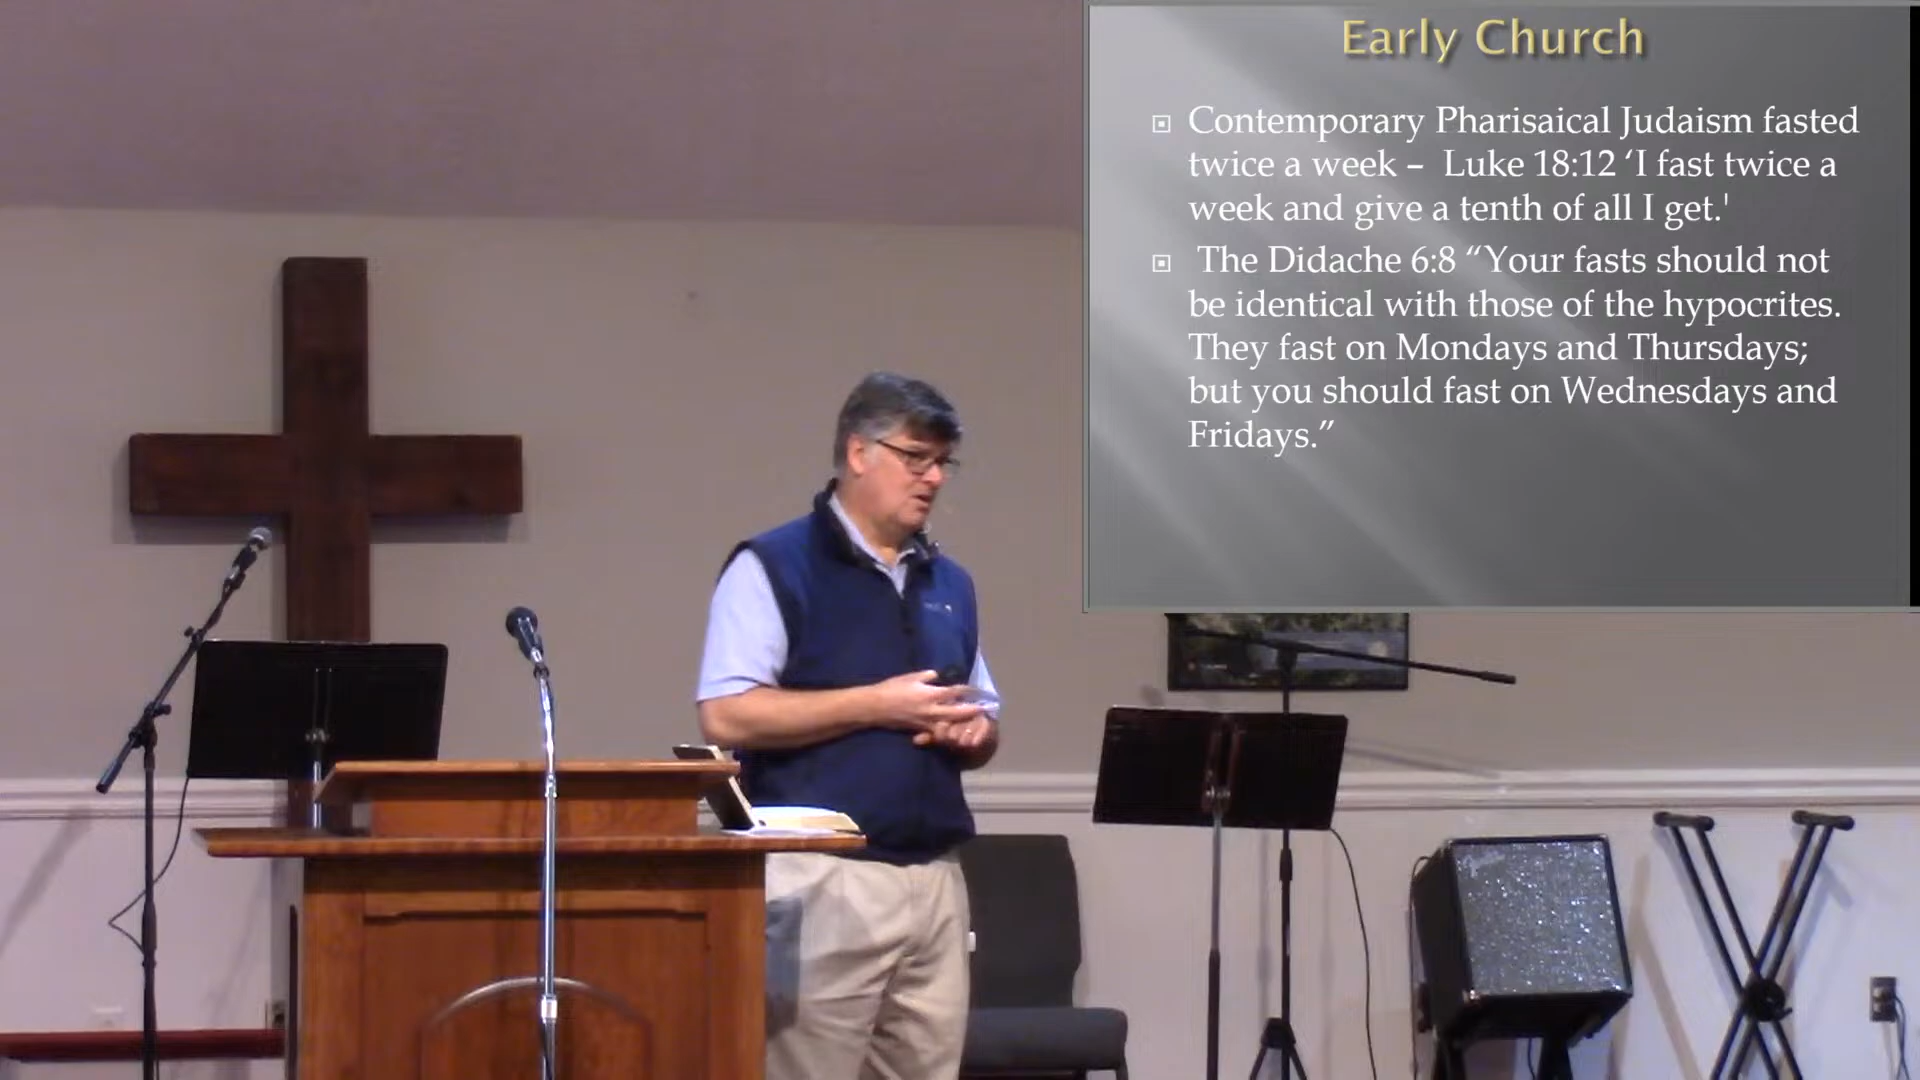 Early Church
Contemporary Pharisaical Judaism fasted
twice a week – Luke 18:12 ‘I fast twice a
week and give a tenth of all I get.'
The Didache 6:8 “Your fasts should not
be identical with those of the hypocrites.
They fast on Mondays and Thursdays;
but you should fast on Wednesdays and
Fridays.”